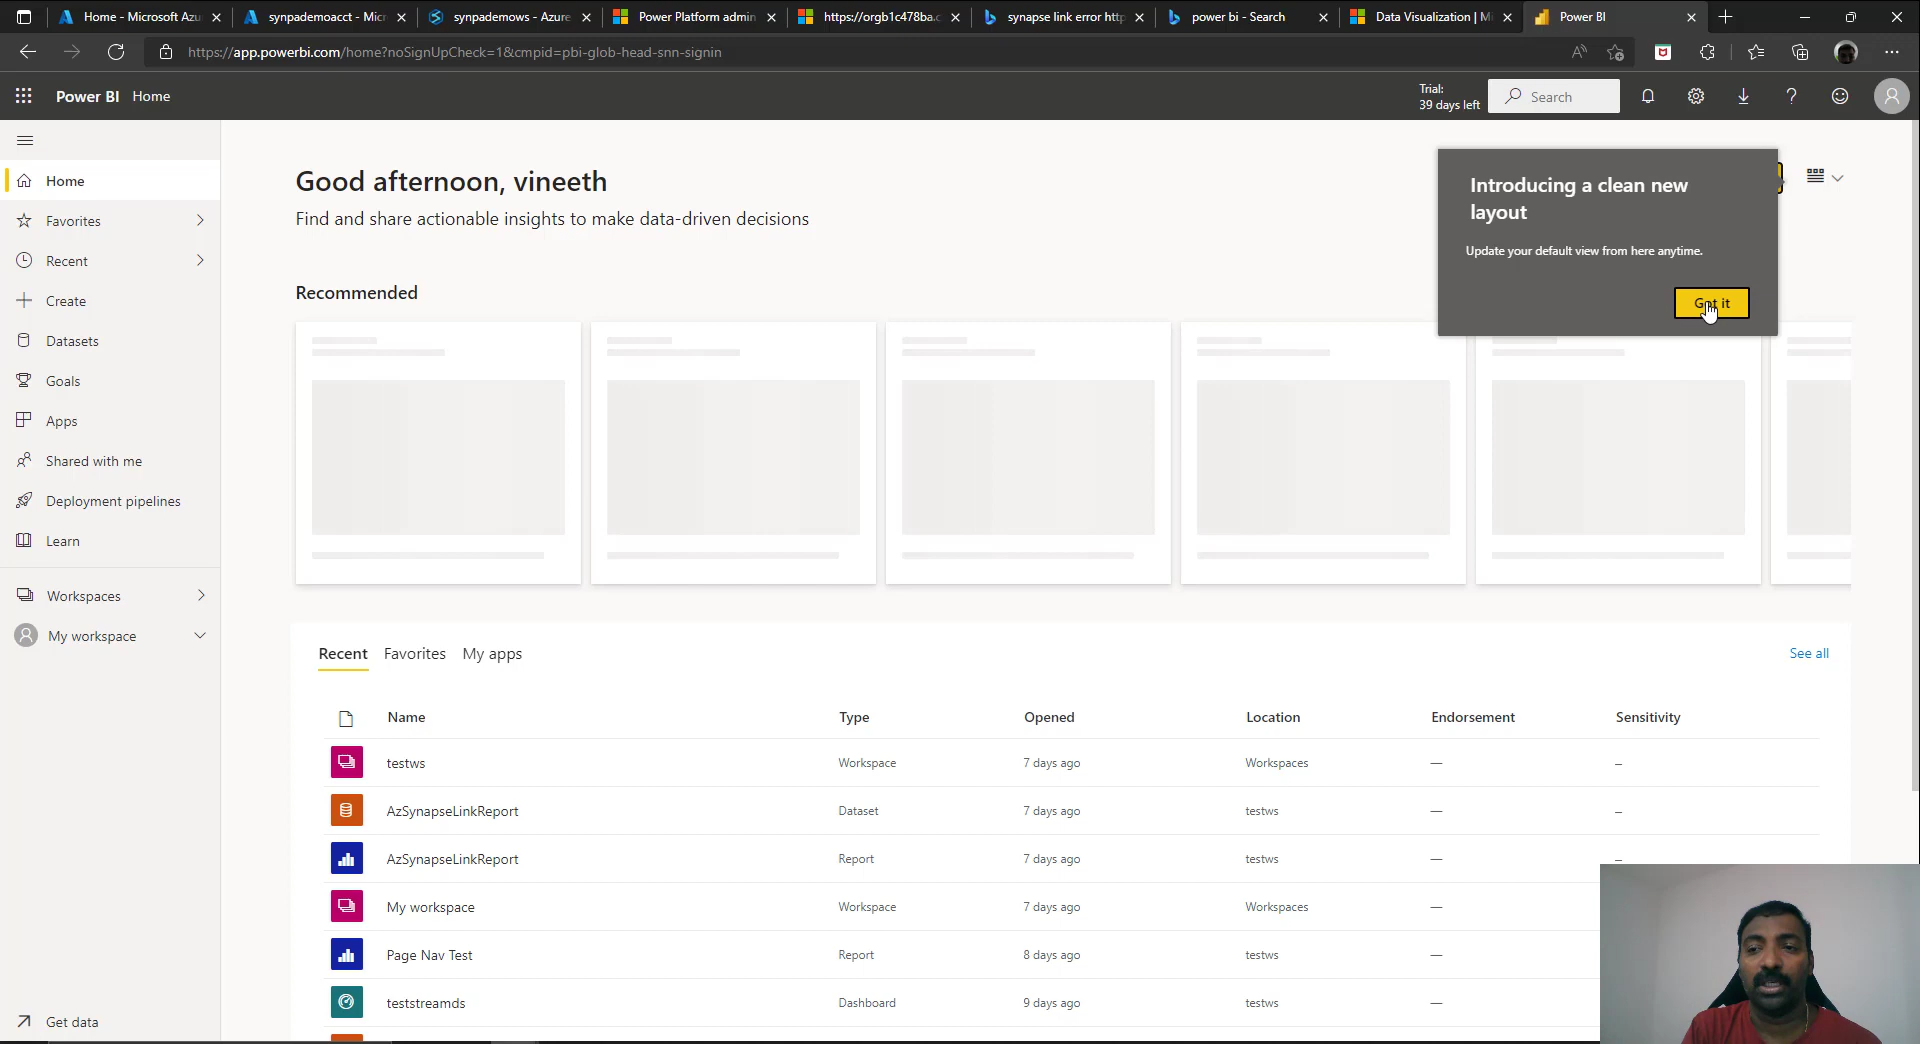 Home - Microsoft Azu
synpademoacct - Micr
synpademows - Azure
Power Platform admin
https://orgb1c478ba.c
synapse link error http
power bi - Search
Data Visualization | Mi
Power BI
https://app.powerbi.com/home?noSignUpCheck=1&cmpid=pbi-glob-head-snn-signin
Power BI Home
Trial:
39 days left
Search
Home
Favorites
Recent
Create
Datasets
Goals
Apps
Shared with me
Deployment pipelines
Learn
Workspaces
My workspace
Get data
Good afternoon, vineeth
Find and share actionable insights to make data-driven decisions
Introducing a clean new
layout
Update your default view from here anytime.
Got it
Recommended
Recent Favorites My apps
See all
Name Type Opened Location Endorsement Sensitivity
testws Workspace 7 days ago Workspaces — –
AzSynapseLinkReport Dataset 7 days ago testws — –
AzSynapseLinkReport Report 7 days ago testws — –
My workspace Workspace 7 days ago Workspaces —
Page Nav Test Report 8 days ago testws —
teststreamds Dashboard 9 days ago testws —